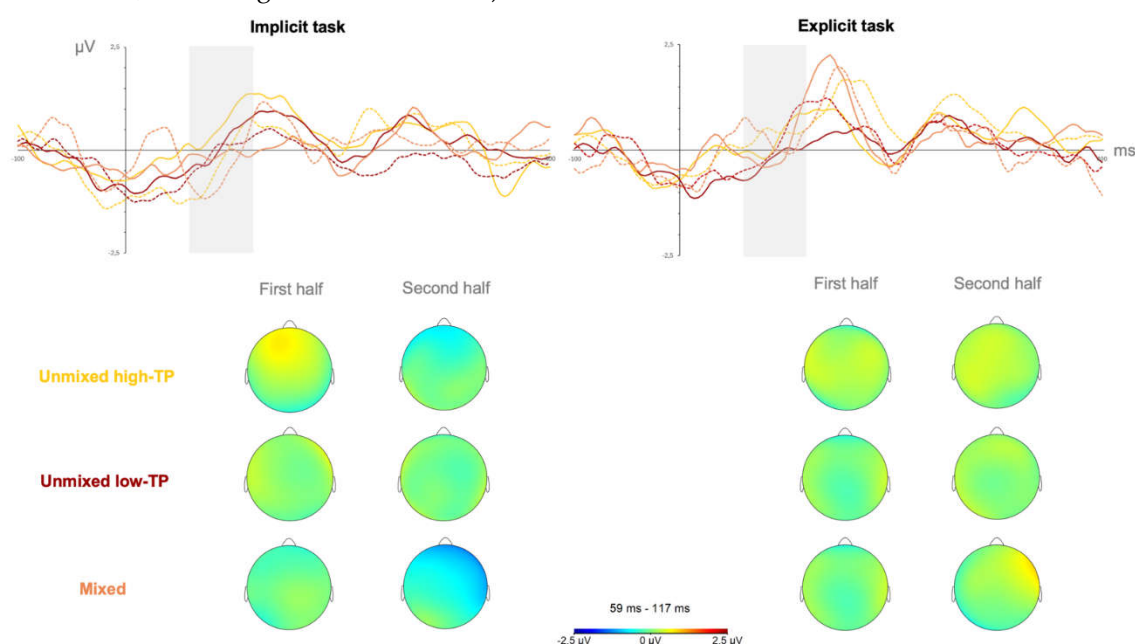 Implicit task
Explicit task
µV
2,5
2,5
-100
-100
ms
-2,5
-2,5
First half
Second half
First half
Second half
Unmixed high-TP
Unmixed low-TP
Mixed
59 ms - 117 ms
-2.5 µV
0 µV
2.5 µV